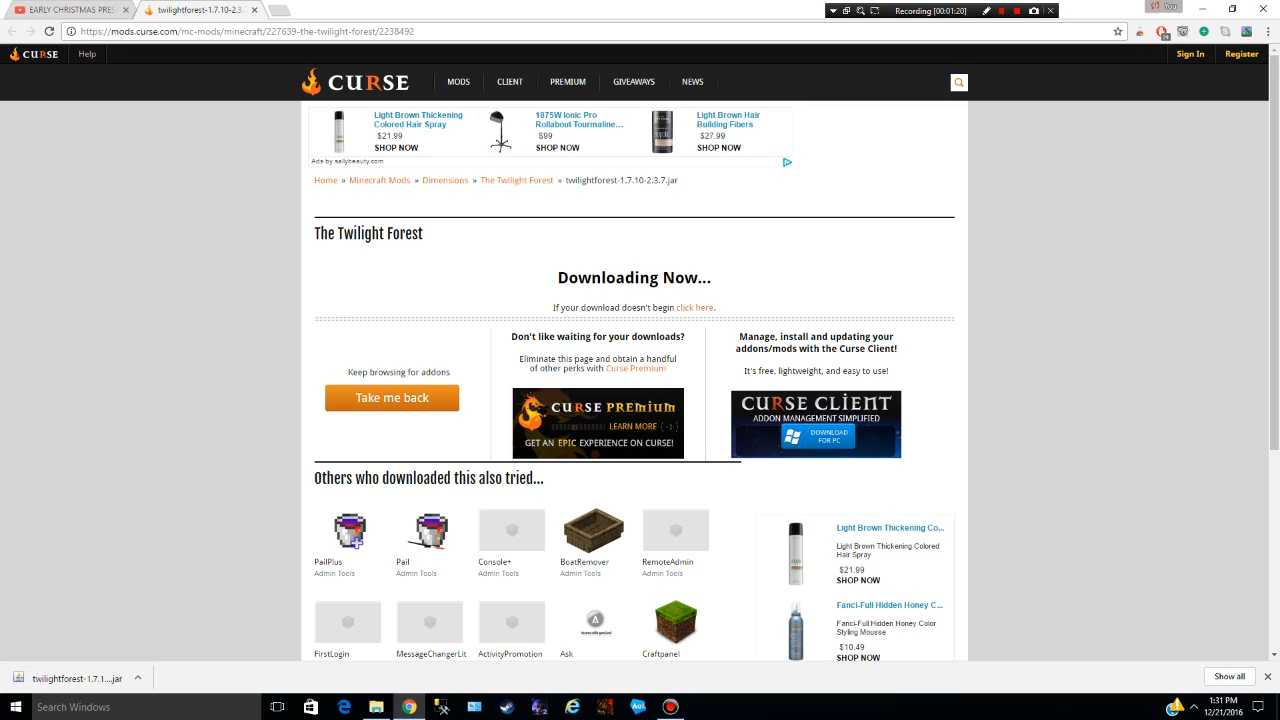 EARLY CHRISTMAS PRES
twilightforest-1.7.10-2.3.
Recording [00:01:20]
You
https://mods.curse.com/mc-mods/minecraft/227639-the-twilight-forest/2238492
CURSE
Help
Sign In
Register
CURSE
MODS
CLIENT
PREMIUM
GIVEAWAYS
NEWS
Light Brown Thickening
Colored Hair Spray
$21.99
SHOP NOW
1875W Ionic Pro
Rollabout Tourmaline...
$99
SHOP NOW
Light Brown Hair
Building Fibers
$27.99
SHOP NOW
Ads by sallybeauty.com
Home » Minecraft Mods » Dimensions » The Twilight Forest » twilightforest-1.7.10-2.3.7.jar
The Twilight Forest
Downloading Now...
If your download doesn't begin click here.
Keep browsing for addons
Take me back
Don't like waiting for your downloads?
Eliminate this page and obtain a handful
of other perks with Curse Premium
CURSE PREMIUM
LEARN MORE
GET AN EPIC EXPERIENCE ON CURSE!
Manage, install and updating your
addons/mods with the Curse Client!
It's free, lightweight, and easy to use!
CURSE CLIENT
ADDON MANAGEMENT SIMPLIFIED
DOWNLOAD
FOR PC
Others who downloaded this also tried...
PailPlus
Admin Tools
Pail
Admin Tools
Console+
Admin Tools
BoatRemover
Admin Tools
RemoteAdmin
Admin Tools
FirstLogin
MessageChangerLit
ActivityPromotion
Ask
Craftpanel
Light Brown Thickening Co...
Light Brown Thickening Colored
Hair Spray
$21.99
SHOP NOW
Fanci-Full Hidden Honey C...
Fanci-Full Hidden Honey Color
Styling Mousse
$10.49
SHOP NOW
twilightforest-1.7.1....jar
Show all
Search Windows
Aol.
1:31 PM
12/21/2016